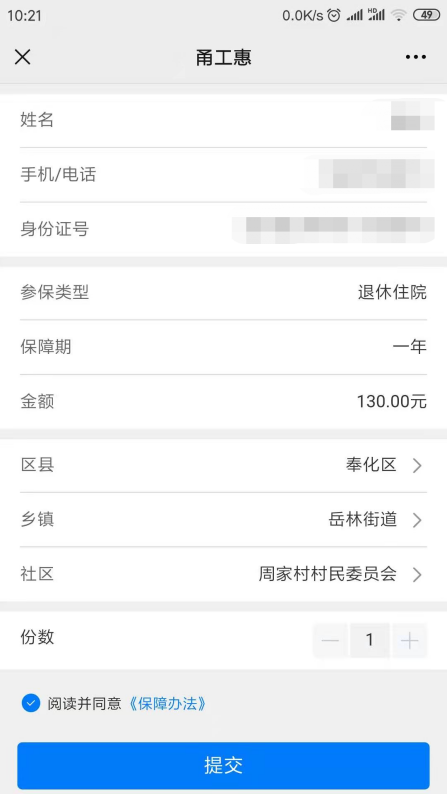 10:21 0.0K/s HD 49
甬工惠
姓名
手机/电话
身份证号
参保类型 退休住院
保障期 一年
金额 130.00元
区县 奉化区
乡镇 岳林街道
社区 周家村村民委员会
份数 1
阅读并同意《保障办法》
提交